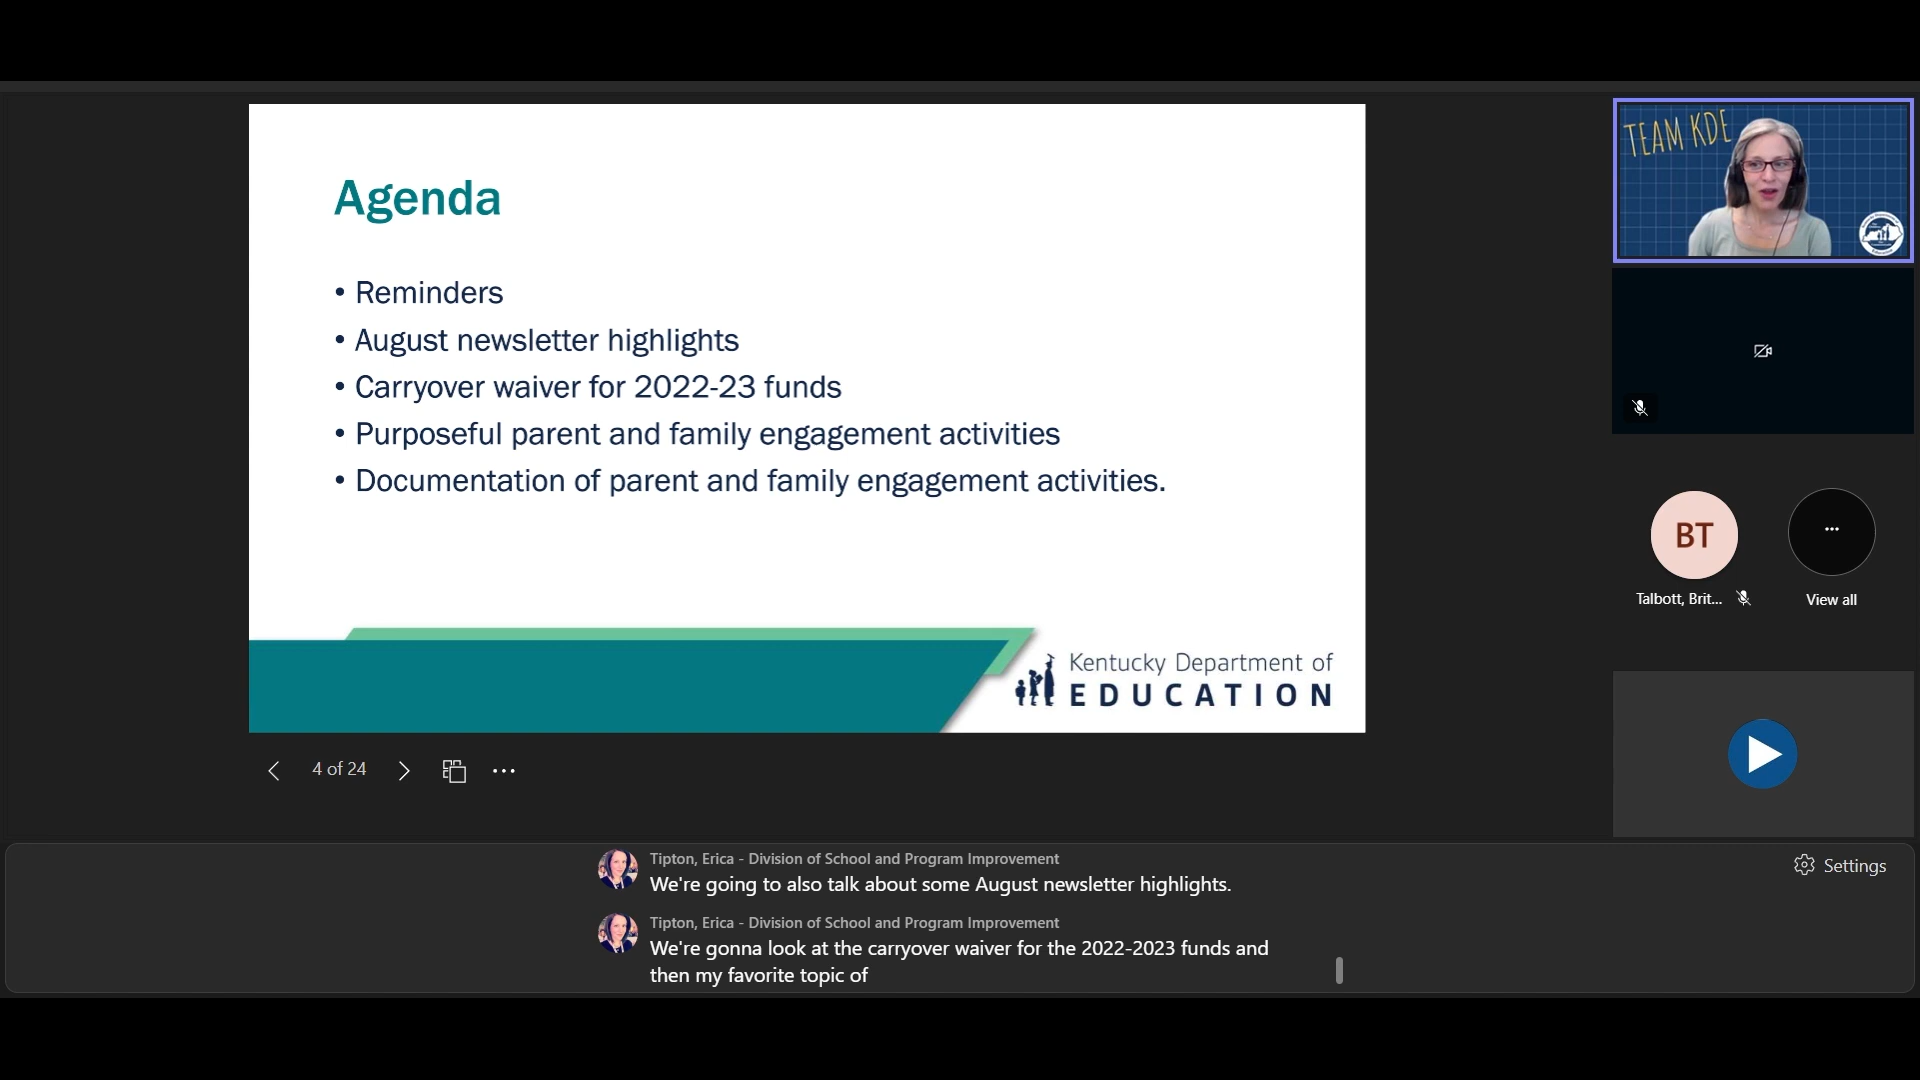 Agenda
• Reminders
• August newsletter highlights
• Carryover waiver for 2022-23 funds
• Purposeful parent and family engagement activities
• Documentation of parent and family engagement activities.
Kentucky Department of
EDUCATION
4 of 24
TEAM KDE
BT
Talbott, Brit...
View all
Tipton, Erica - Division of School and Program Improvement
We're going to also talk about some August newsletter highlights.
Tipton, Erica - Division of School and Program Improvement
We're gonna look at the carryover waiver for the 2022-2023 funds and
then my favorite topic of
Settings